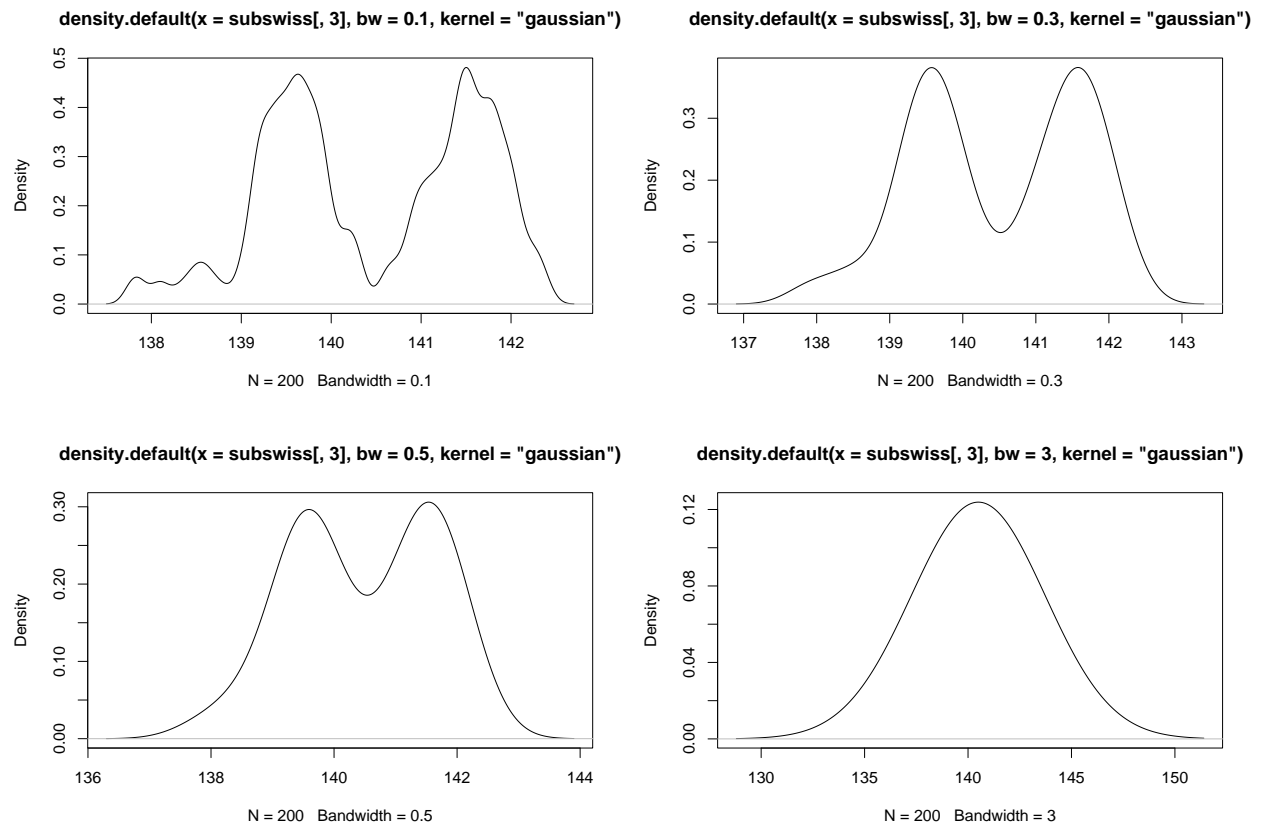 density.default(x = subswiss[, 3], bw = 0.1, kernel = "gaussian")
Density
0.0 0.1 0.2 0.3 0.4 0.5
138 139 140 141 142
N = 200 Bandwidth = 0.1
density.default(x = subswiss[, 3], bw = 0.3, kernel = "gaussian")
Density
0.0 0.1 0.2 0.3
137 138 139 140 141 142 143
N = 200 Bandwidth = 0.3
density.default(x = subswiss[, 3], bw = 0.5, kernel = "gaussian")
Density
0.00 0.10 0.20 0.30
136 138 140 142 144
N = 200 Bandwidth = 0.5
density.default(x = subswiss[, 3], bw = 3, kernel = "gaussian")
Density
0.00 0.04 0.08 0.12
130 135 140 145 150
N = 200 Bandwidth = 3